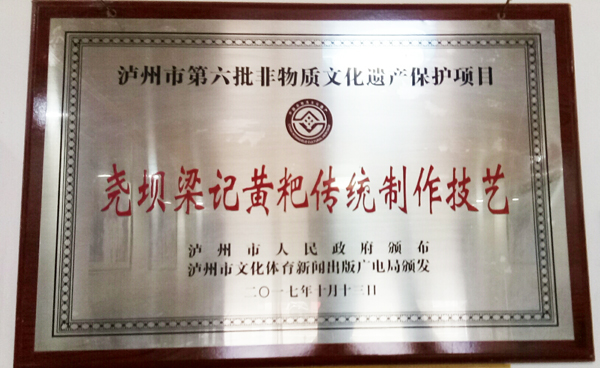 泸州市第六批非物质文化遗产保护项目
尧坝梁记黄粑传统制作技艺
泸州市人民政府颁布
泸州市文化体育新闻出版广电局颁发
二〇一七年十月十三日